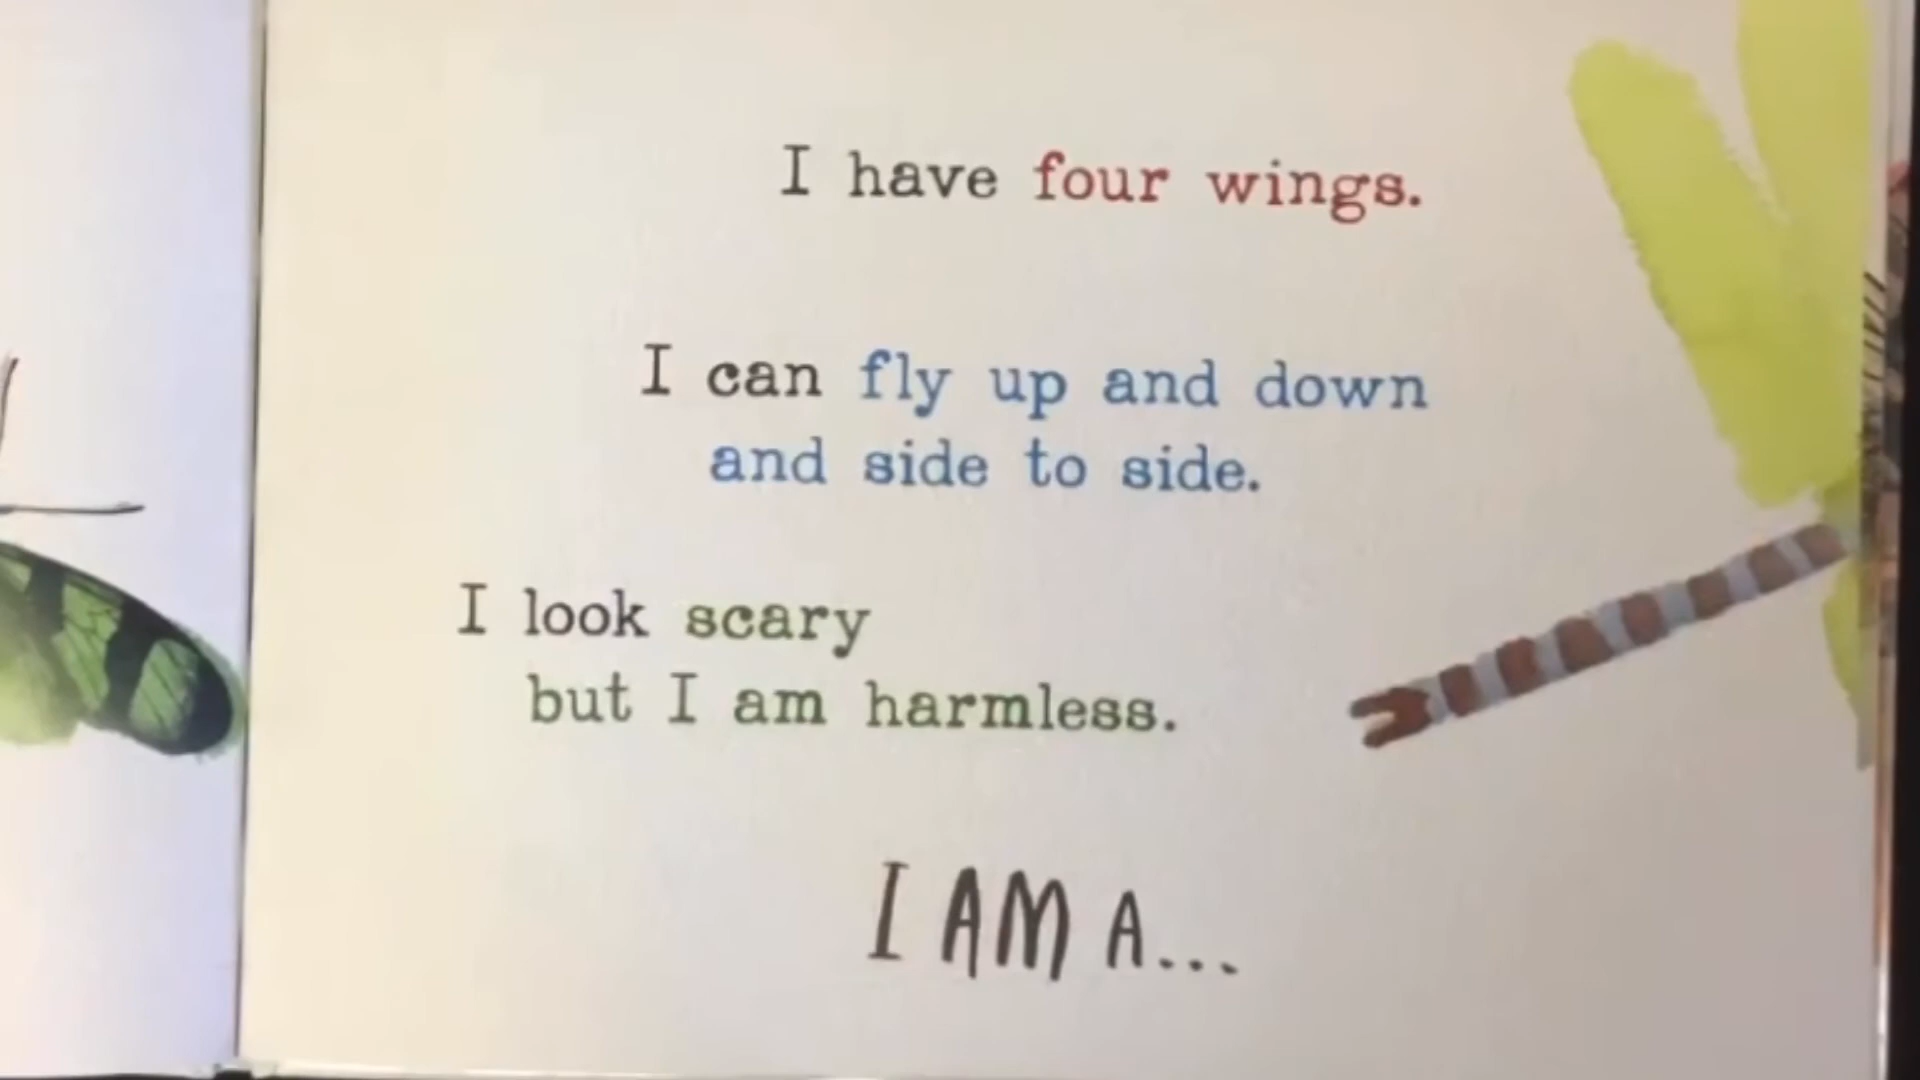 I have four wings.
I can fly up and down
and side to side.
I look scary
but I am harmless.
I AM A...